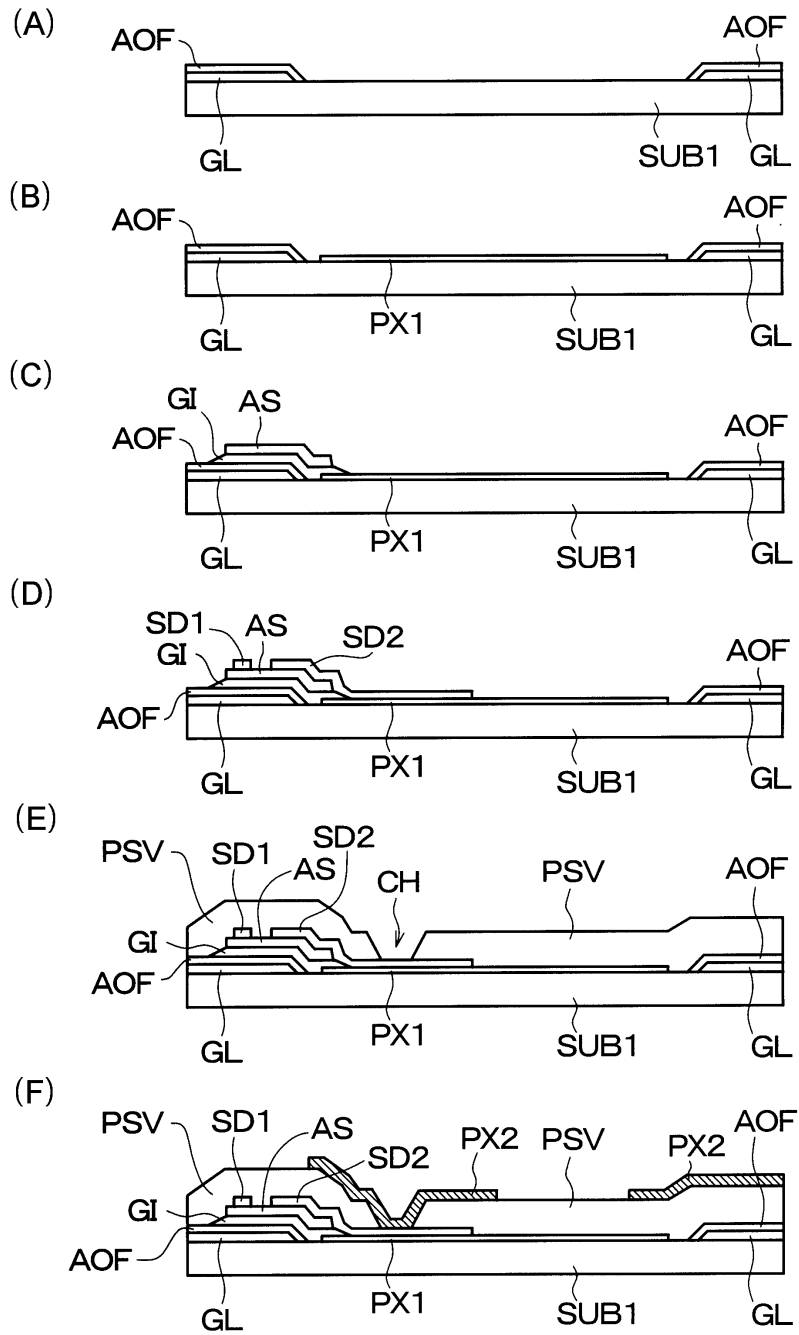 (A)
AOF
AOF
GL
SUB1
GL
(B)
AOF
AOF
GL
PX1
SUB1
GL
(C)
GI
AS
AOF
AOF
GL
PX1
SUB1
GL
(D)
SD1
AS
SD2
GI
AOF
AOF
GL
PX1
SUB1
GL
(E)
PSV
SD1
SD2
AS
CH
PSV
AOF
GI
AOF
GL
PX1
SUB1
GL
(F)
PSV
SD1
AS
SD2
PX2
PSV
PX2
AOF
GI
AOF
GL
PX1
SUB1
GL